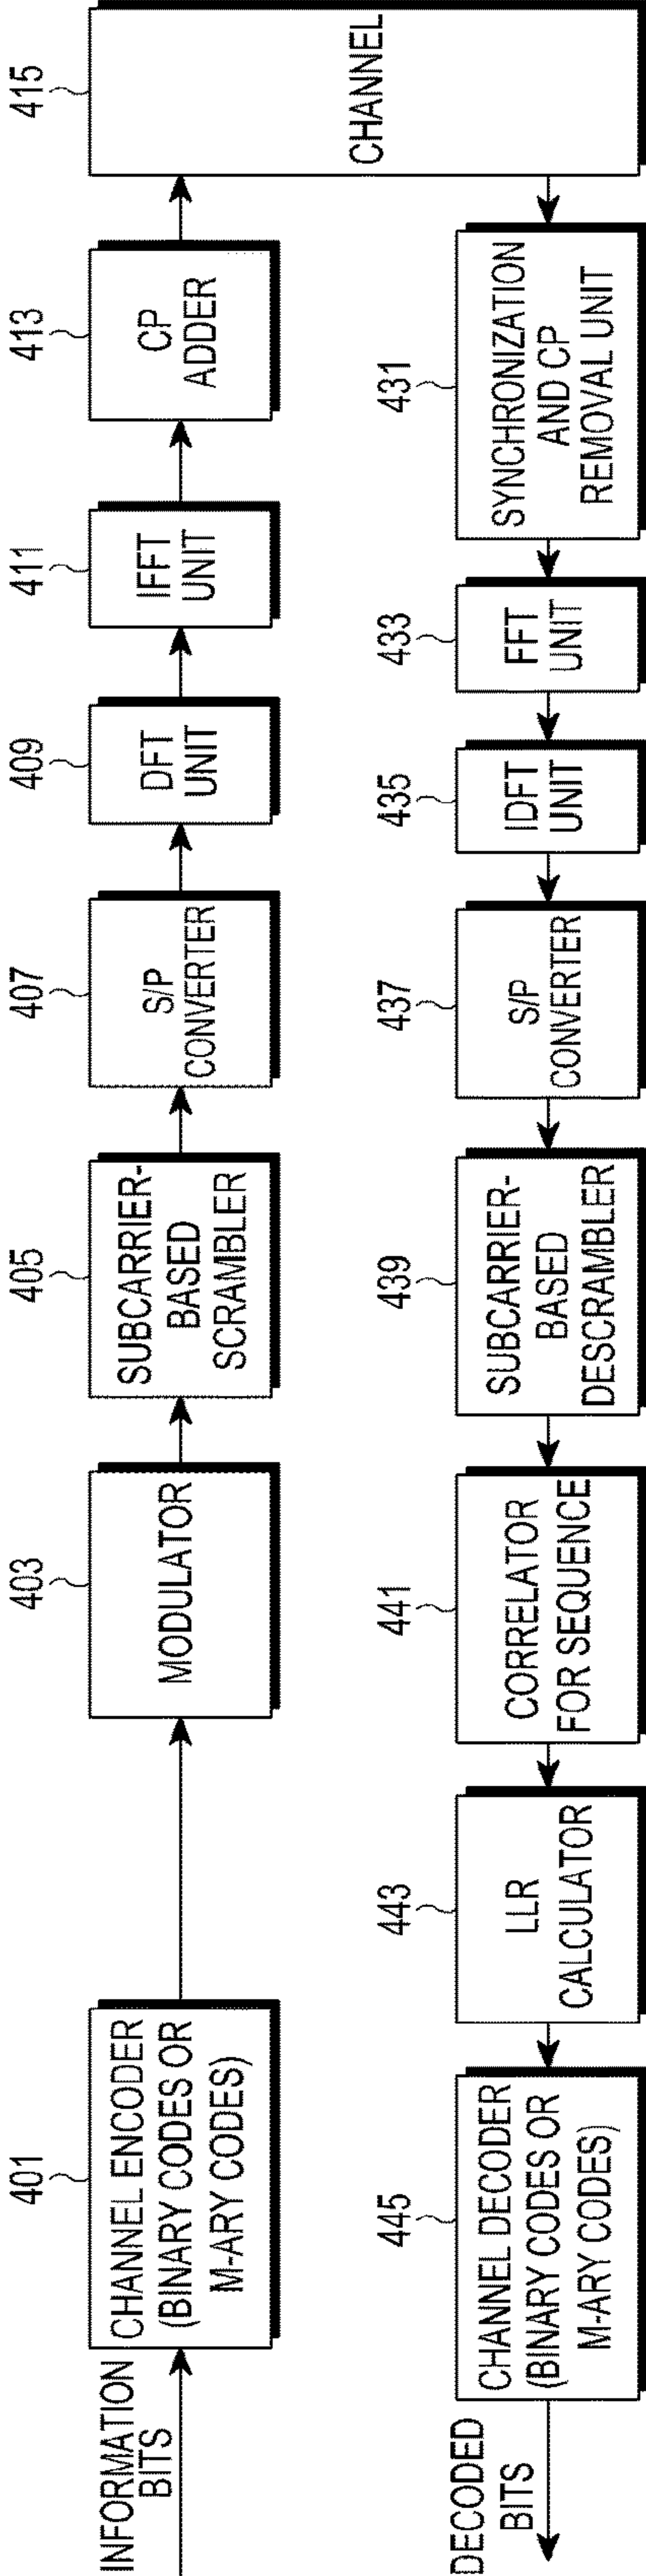 INFORMATION
BITS
401
CHANNEL ENCODER
(BINARY CODES OR
M-ARY CODES)
403
MODULATOR
405
SUBCARRIER-
BASED
SCRAMBLER
407
S/P
CONVERTER
409
DFT
UNIT
411
IFFT
UNIT
413
CP
ADDER
415
CHANNEL
DECODED
BITS
445
CHANNEL DECODER
(BINARY CODES OR
M-ARY CODES)
443
LLR
CALCULATOR
441
CORRELATOR
FOR SEQUENCE
439
SUBCARRIER-
BASED
DESCRAMBLER
437
S/P
CONVERTER
435
IDFT
UNIT
433
FFT
UNIT
431
SYNCHRONIZATION
AND CP
REMOVAL UNIT